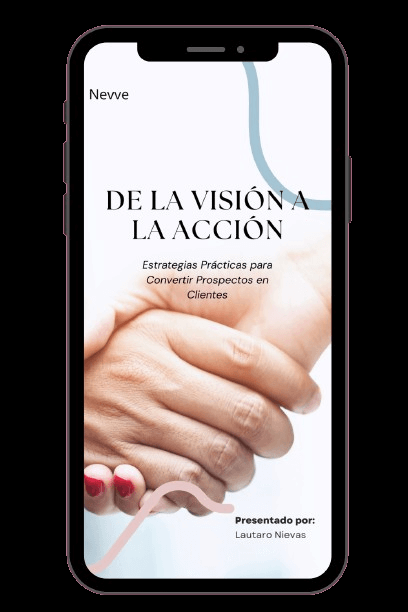 Nevve
DE LA VISIÓN A
LA ACCIÓN
Estrategias Prácticas para
Convertir Prospectos en
Clientes
Presentado por:
Lautaro Nievas